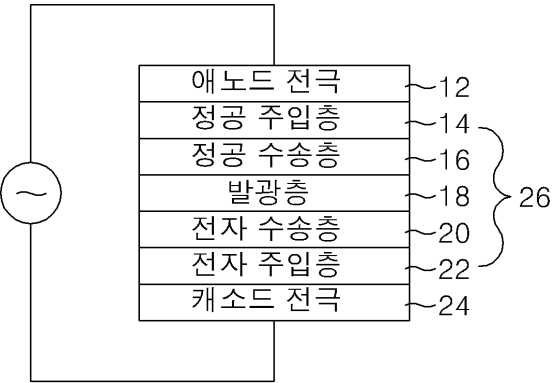 애노드 전극 12
정공 주입층 14
정공 수송층 16
발광층 18
26
전자 수송층 20
전자 주입층 22
캐소드 전극 24